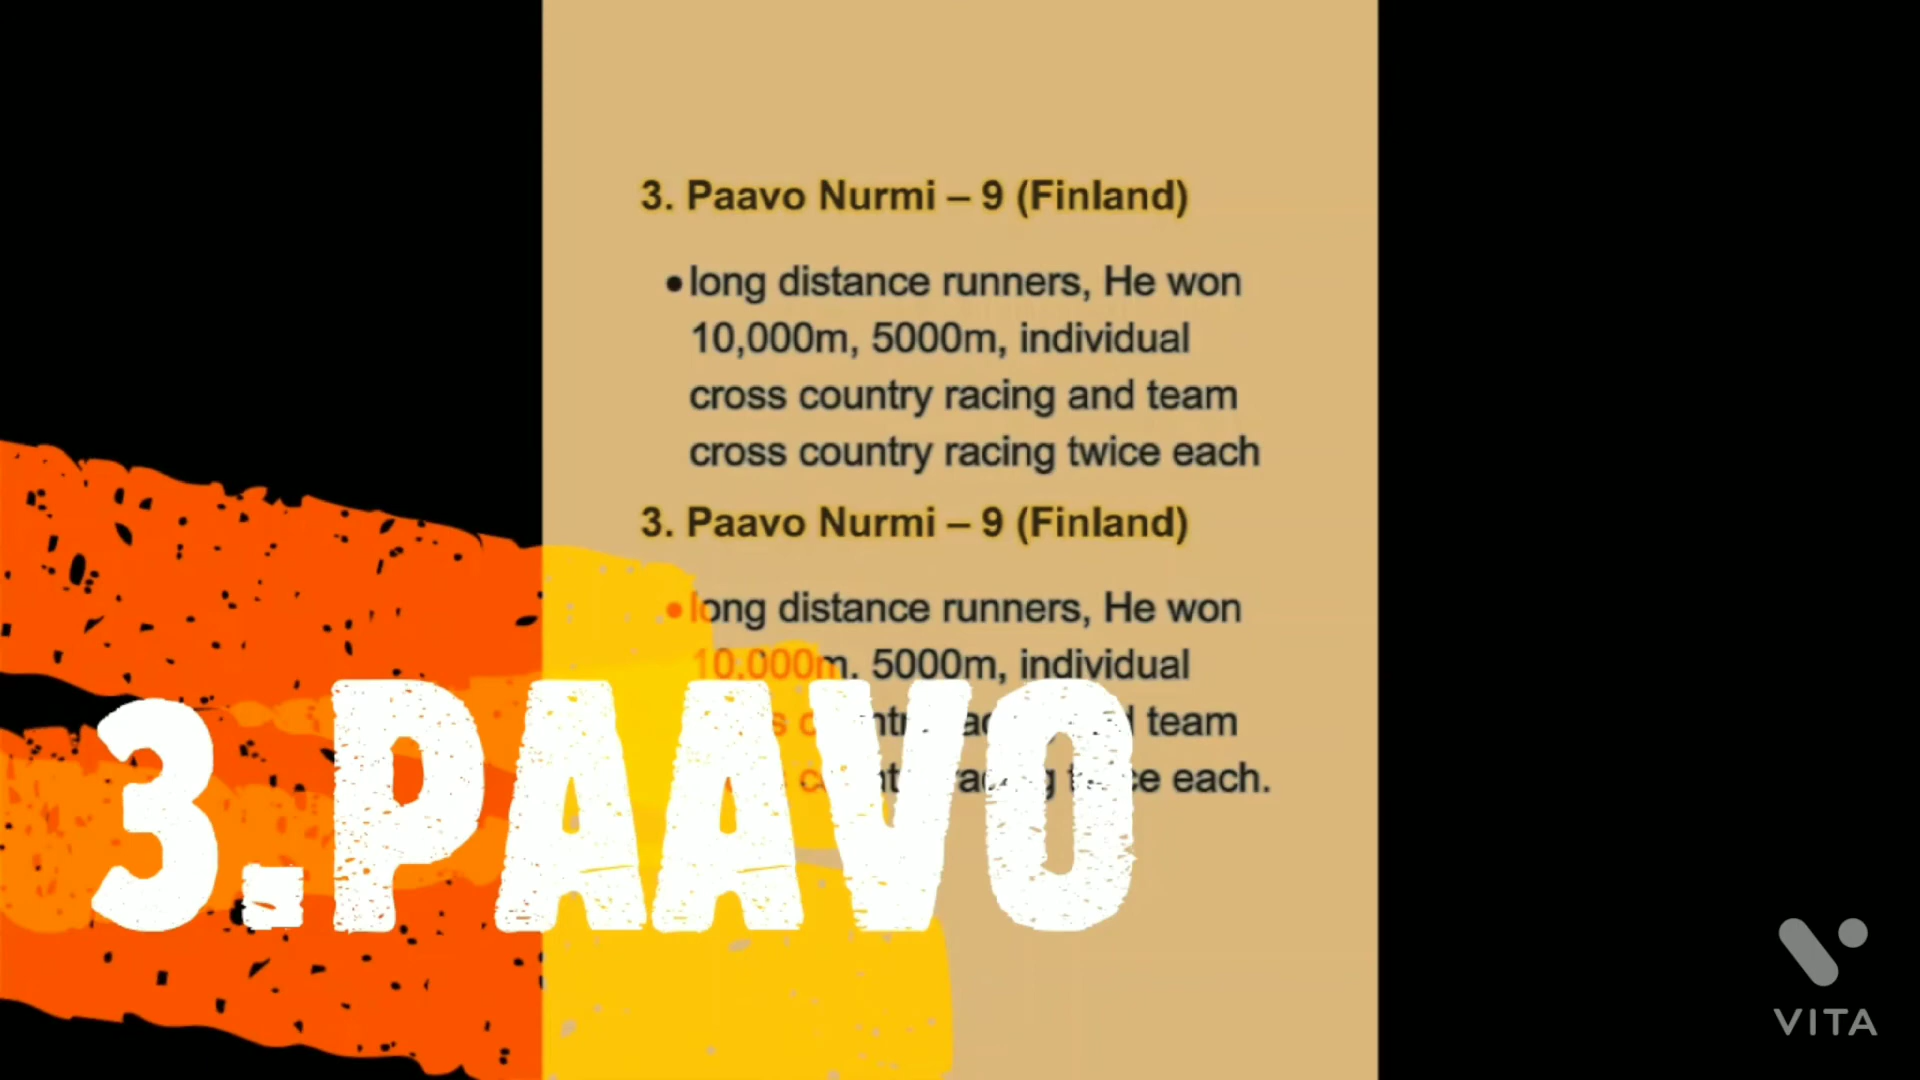 3. Paavo Nurmi – 9 (Finland)
•long distance runners, He won
10,000m, 5000m, individual
cross country racing and team
cross country racing twice each
3. Paavo Nurmi – 9 (Finland)
•long distance runners, He won
10,000m, 5000m, individual
team
each.
3.PAAVO
VITA